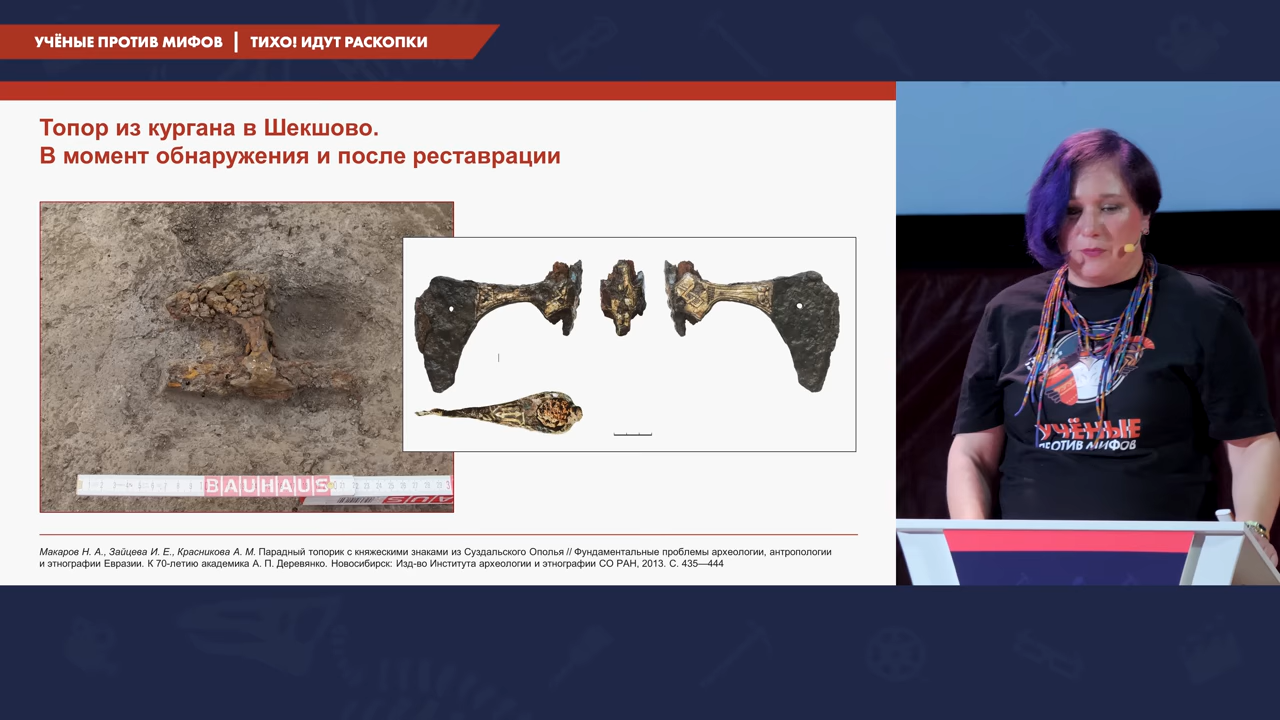 УЧЁНЫЕ ПРОТИВ МИФОВ | ТИХО! ИДУТ РАСКОПКИ
Топор из кургана в Шекшово.
В момент обнаружения и после реставрации
BAUHAUS
AUS
Макаров Н. А., Зайцева И. Е., Красникова А. М. Парадный топорик с княжескими знаками из Суздальского Ополья // Фундаментальные проблемы археологии, антропологии
и этнографии Евразии. К 70-летию академика А. П. Деревянко. Новосибирск: Изд-во Института археологии и этнографии СО РАН, 2013. С. 435—444
УЧЁНЫЕ
ПРОТИВ МИФОВ